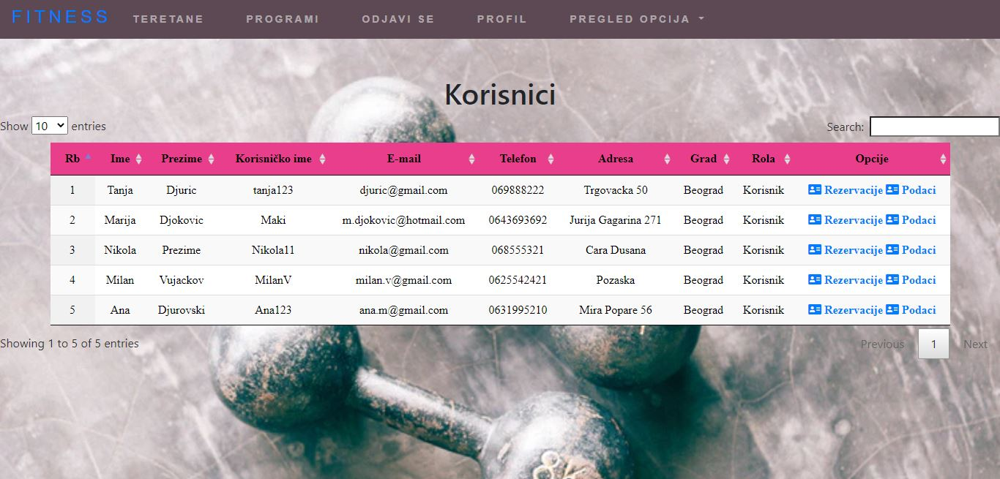 FITNESS TERETANE PROGRAMI ODJAVI SE PROFIL PREGLED OPCIJA
Korisnici
Show 10 entries Search:
Rb Ime Prezime Korisničko ime E-mail Telefon Adresa Grad Rola Opcije
1 Tanja Djuric tanja123 djuric@gmail.com 069888222 Trgovacka 50 Beograd Korisnik Rezervacije Podaci
2 Marija Djokovic Maki m.djokovic@hotmail.com 0643693692 Jurija Gagarina 271 Beograd Korisnik Rezervacije Podaci
3 Nikola Prezime Nikola11 nikola@gmail.com 068555321 Cara Dusana Beograd Korisnik Rezervacije Podaci
4 Milan Vujackov MilanV milan.v@gmail.com 0625542421 Pozaska Beograd Korisnik Rezervacije Podaci
5 Ana Djurovski Ana123 ana.m@gmail.com 0631995210 Mira Popare 56 Beograd Korisnik Rezervacije Podaci
Showing 1 to 5 of 5 entries Previous 1 Next